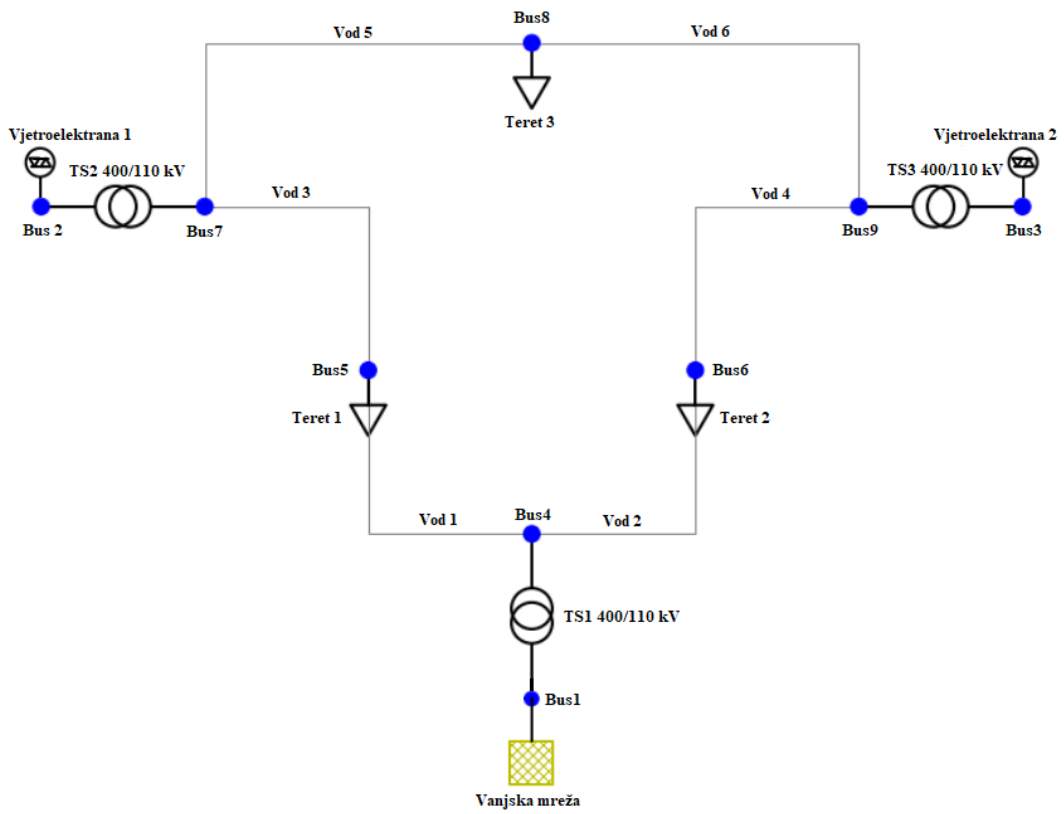 Bus8
Vod 5
Vod 6
Teret 3
Vjetroelektrana 1
Vjetroelektrana 2
TS2 400/110 kV
TS3 400/110 kV
Vod 3
Vod 4
Bus 2
Bus7
Bus9
Bus3
Bus5
Bus6
Teret 1
Teret 2
Vod 1
Bus4
Vod 2
TS1 400/110 kV
Bus1
Vanjska mreža